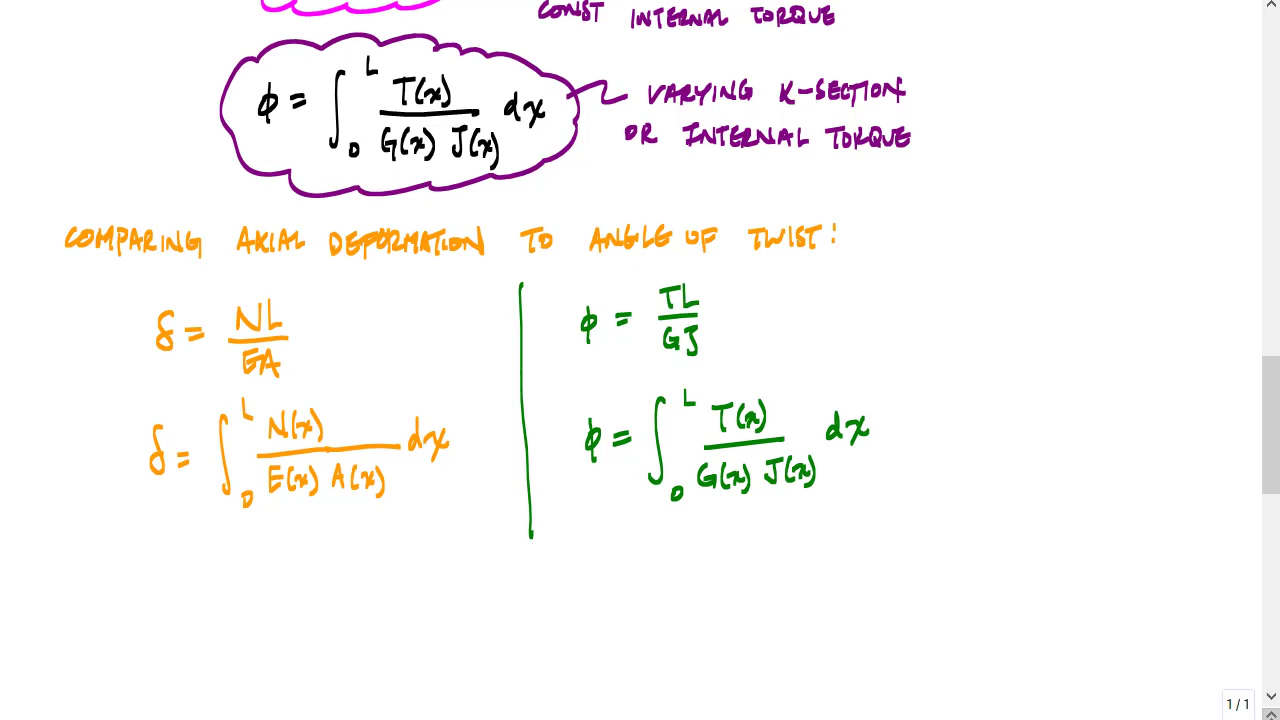 CONST INTERNAL TORQUE
φ = ∫₀ᴸ T(x) / G(x) J(x) dx
VARYING X-SECTION
OR INTERNAL TORQUE
COMPARING AXIAL DEFORMATION TO ANGLE OF TWIST:
δ = NL / EA
φ = TL / GJ
δ = ∫₀ᴸ N(x) / E(x) A(x) dx
φ = ∫₀ᴸ T(x) / G(x) J(x) dx
1 / 1